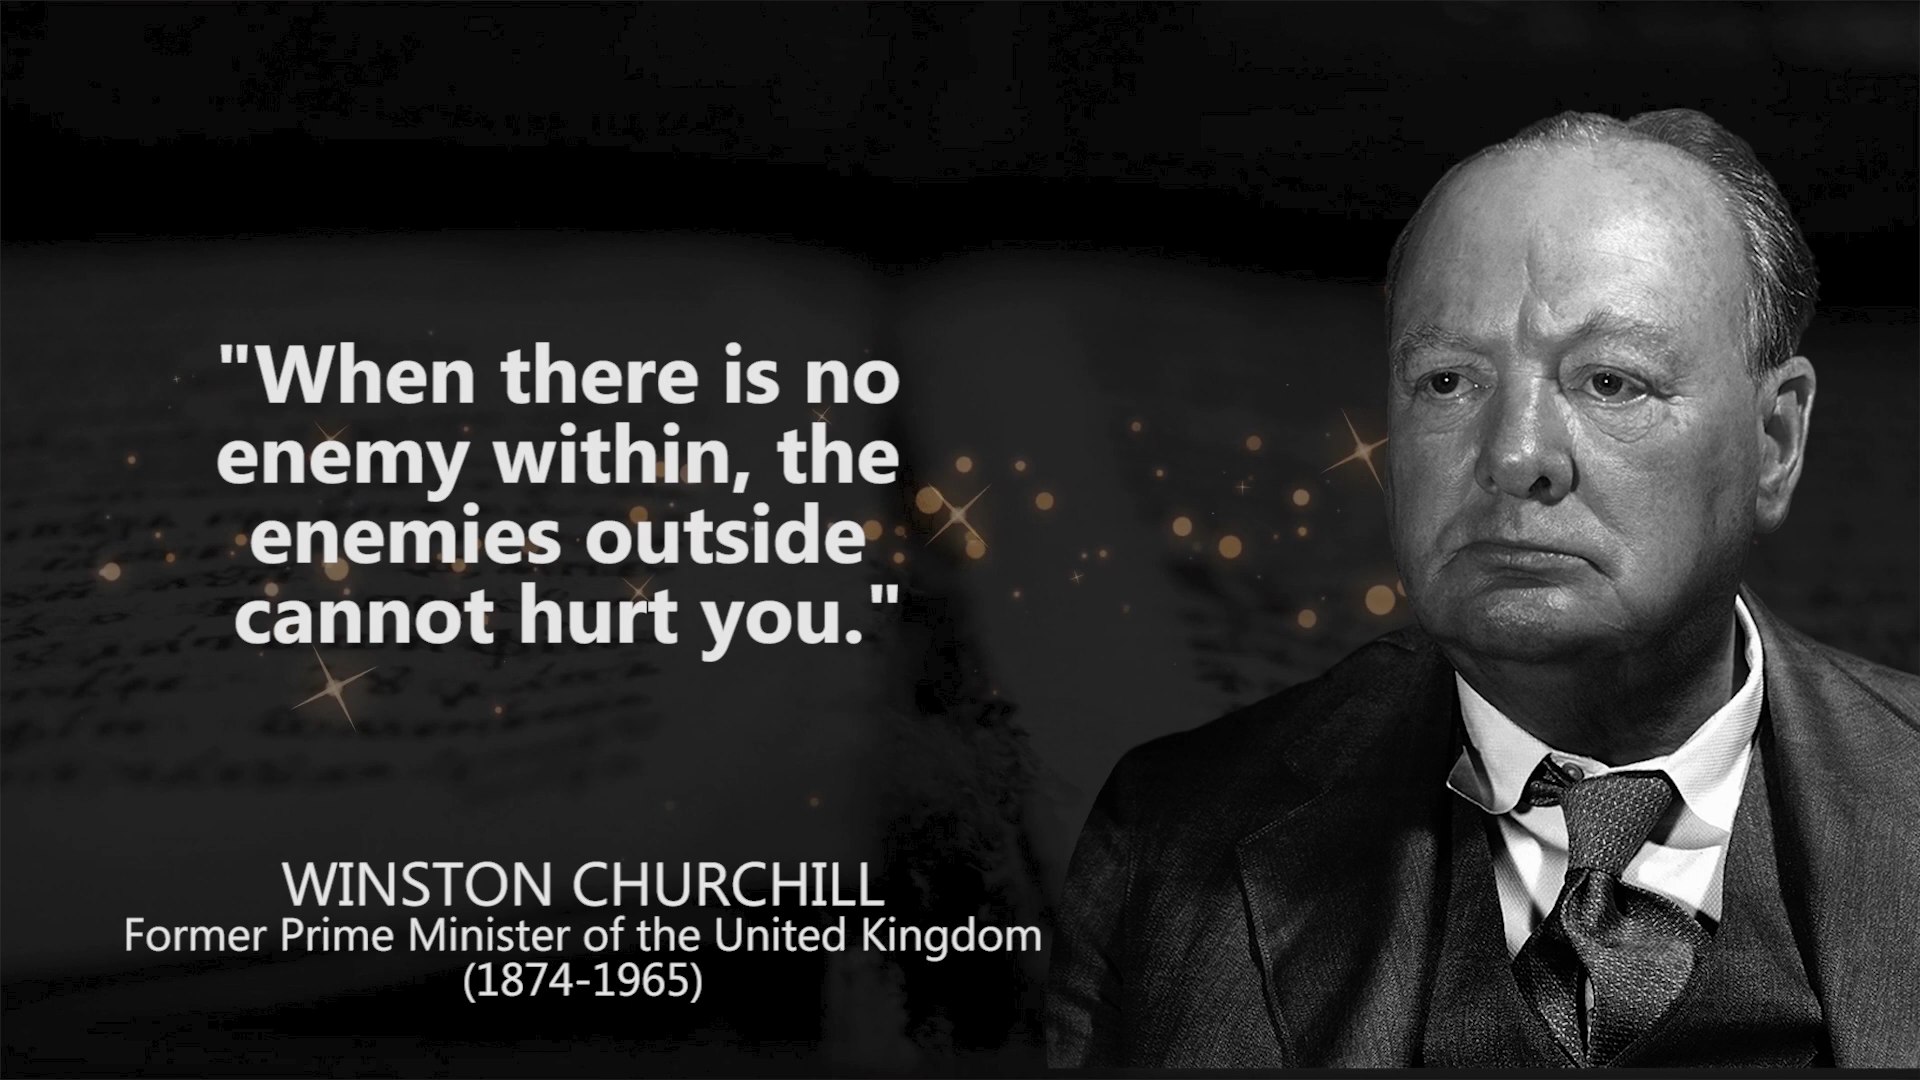 "When there is no
enemy within, the
enemies outside
cannot hurt you."
WINSTON CHURCHILL
Former Prime Minister of the United Kingdom
(1874-1965)